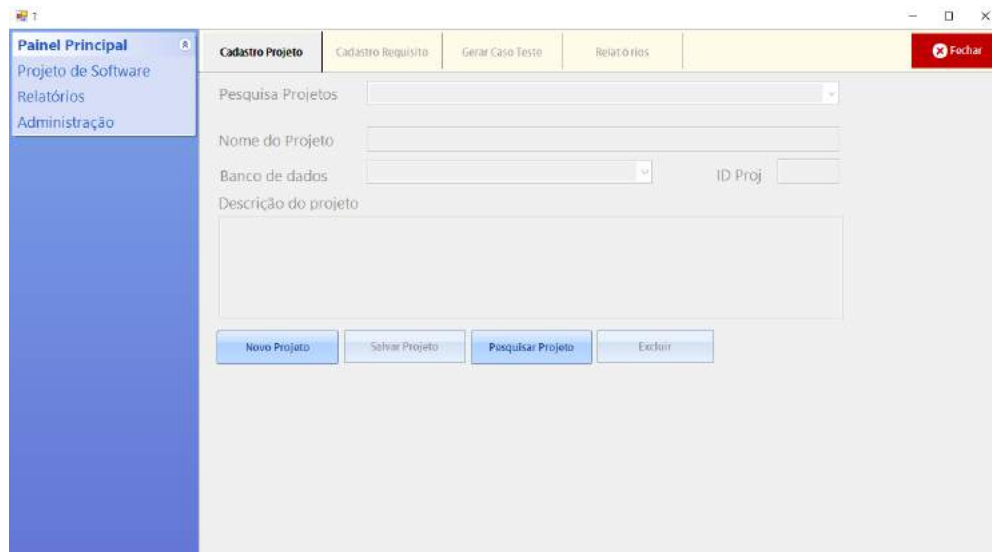 T
Painel Principal
Projeto de Software
Relatórios
Administração
Cadastro Projeto
Cadastro Requisito
Gerar Caso Teste
Relatórios
Fechar
Pesquisa Projetos
Nome do Projeto
Banco de dados
ID Proj
Descrição do projeto
Novo Projeto
Salvar Projeto
Pesquisar Projeto
Excluir